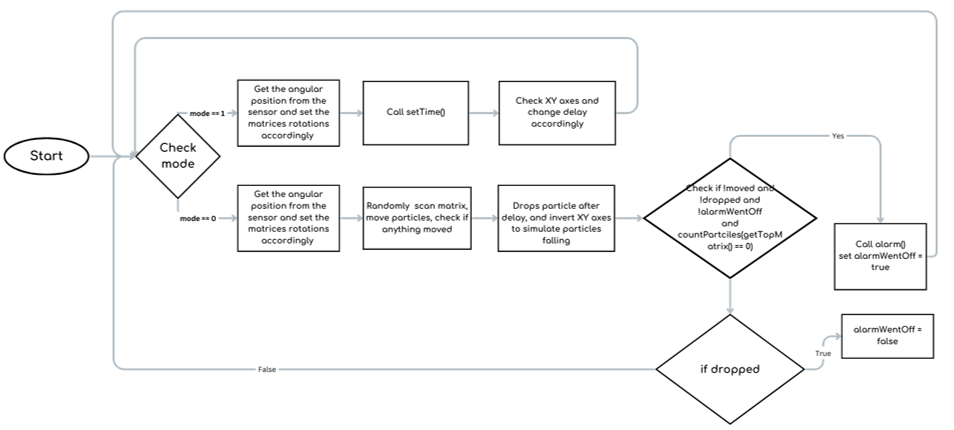 Start
Check
mode
mode == 1
Get the angular
position from the
sensor and set the
matrices rotations
accordingly
Call setTime()
Check XY axes and
change delay
accordingly
mode == 0
Get the angular
position from the
sensor and set the
matrices rotations
accordingly
Randomly scan matrix,
move particles, check if
anything moved
Drops particle after
delay, and invert XY axes
to simulate particles
falling
Check if !moved and
!dropped and
!alarmWentOff
and
countPartciles(getTopM
atrix() == 0)
Yes
Call alarm()
set alarmWentOff =
true
if dropped
True
alarmWentOff =
false
False